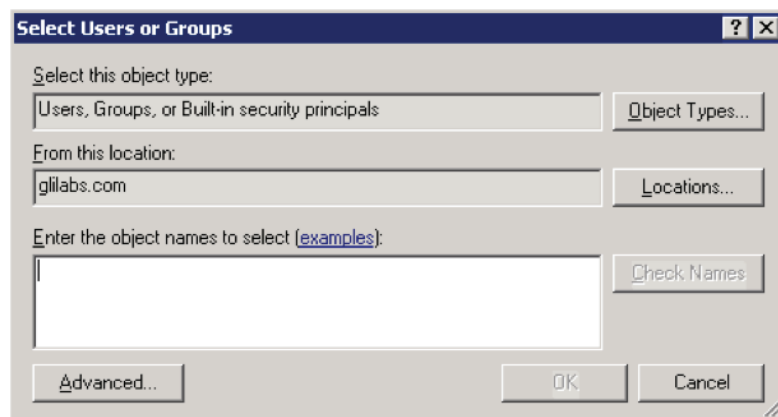 Select Users or Groups
Select this object type:
Users, Groups, or Built-in security principals
Object Types...
From this location:
glilabs.com
Locations...
Enter the object names to select (examples):
Check Names
Advanced...
OK
Cancel